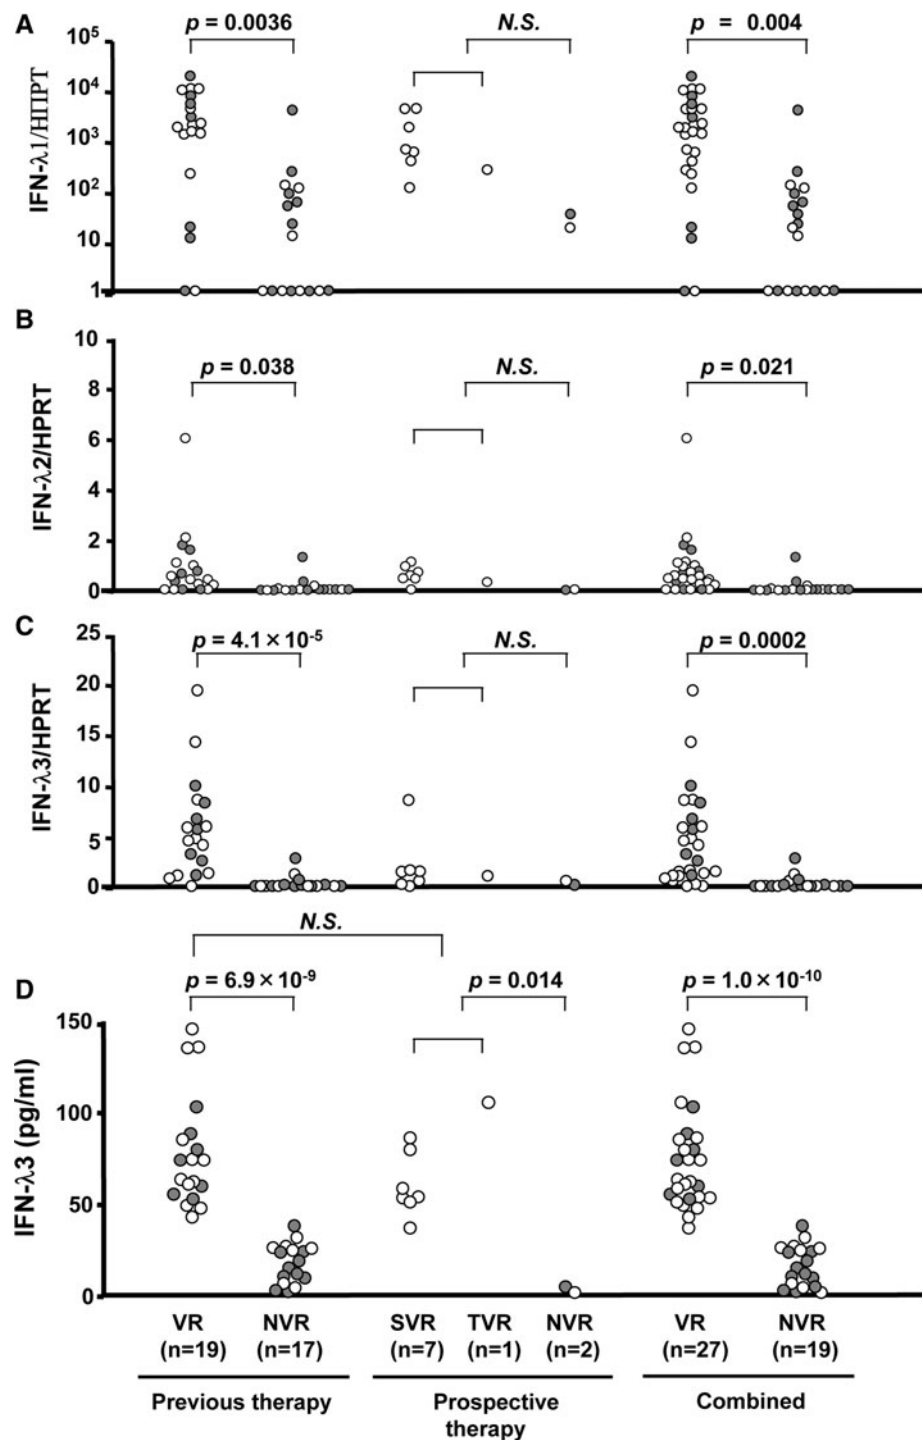 A
p = 0.0036
N.S.
p = 0.004
10⁵
10⁴
10³
10²
10
1
IFN-λ1/HΠΠPT
B
p = 0.038
N.S.
p = 0.021
10
8
6
4
2
0
IFN-λ2/HPRT
C
p = 4.1 × 10⁻⁵
N.S.
p = 0.0002
25
20
15
10
5
0
IFN-λ3/HPRT
N.S.
D
p = 6.9 × 10⁻⁹
p = 0.014
p = 1.0 × 10⁻¹⁰
150
100
50
0
IFN-λ3 (pg/ml)
VR NVR SVR TVR NVR VR NVR
(n=19) (n=17) (n=7) (n=1) (n=2) (n=27) (n=19)
Previous therapy
Prospective
therapy
Combined